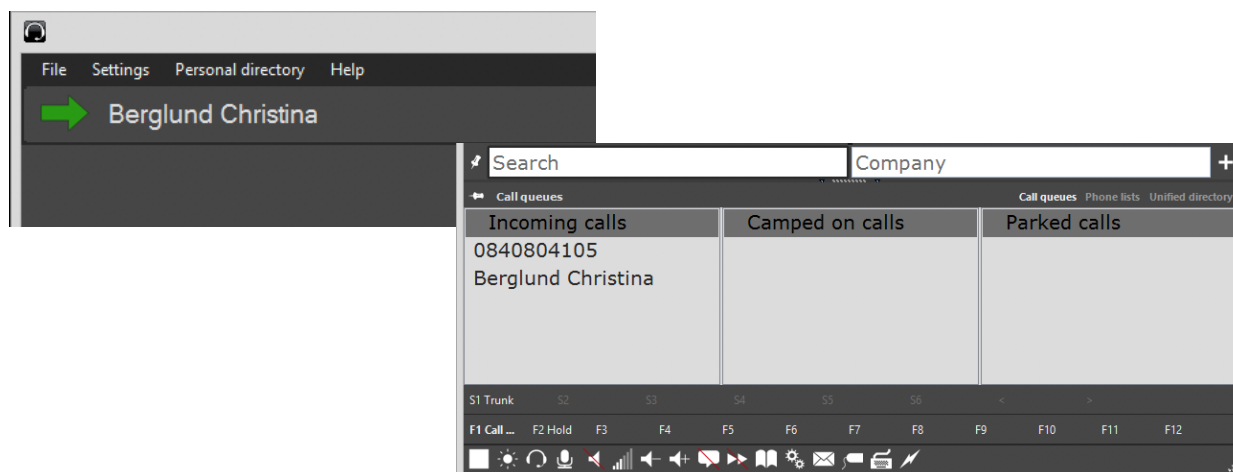 File Settings Personal directory Help
Berglund Christina
Search Company
Call queues Call queues Phone lists Unified directory
Incoming calls Camped on calls Parked calls
0840804105
Berglund Christina
S1 Trunk S2 S3 S4 S5 S6 < >
F1 Call ... F2 Hold F3 F4 F5 F6 F7 F8 F9 F10 F11 F12